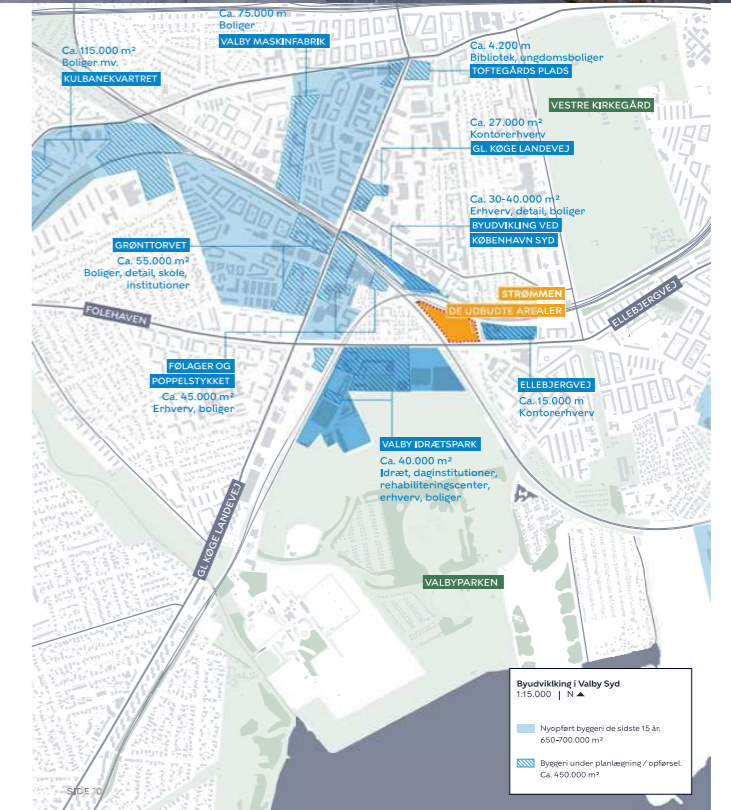 Ca. 75.000 m
Boliger
VALBY MASKINFABRIK
Ca. 115.000 m²
Boliger mv.
KULBANEKVARTRET
Ca. 4.200 m
Bibliotek, ungdomsboliger
TOFTEGÅRDS PLADS
VESTRE KIRKEGÅRD
Ca. 27.000 m²
Kontorerhverv
GL. KØGE LANDEVEJ
Ca. 30-40.000 m²
Erhverv, detail, boliger
BYUDVIKLING VED
KØBENHAVN SYD
GRØNTTORVET
Ca. 55.000 m²
Boliger, detail, skole,
institutioner
STRØMMEN
DE UDBUDTE AREALER
ELLEBJERGVEJ
FOLEHAVEN
FØLAGER OG
POPPELSTYKKET
Ca. 45.000 m²
Erhverv, boliger
ELLEBJERGVEJ
Ca. 15.000 m
Kontorerhverv
VALBY IDRÆTSPARK
Ca. 40.000 m²
Idræt, daginstitutioner,
rehabiliteringscenter,
erhverv, boliger
GL KØGE LANDEVEJ
VALBYPARKEN
Byudviklking i Valby Syd
1:15.000 | N
Nyopført byggeri de sidste 15 år.
650-700.000 m²
Byggeri under planlægning / opførsel.
Ca. 450.000 m²
SIDE 10